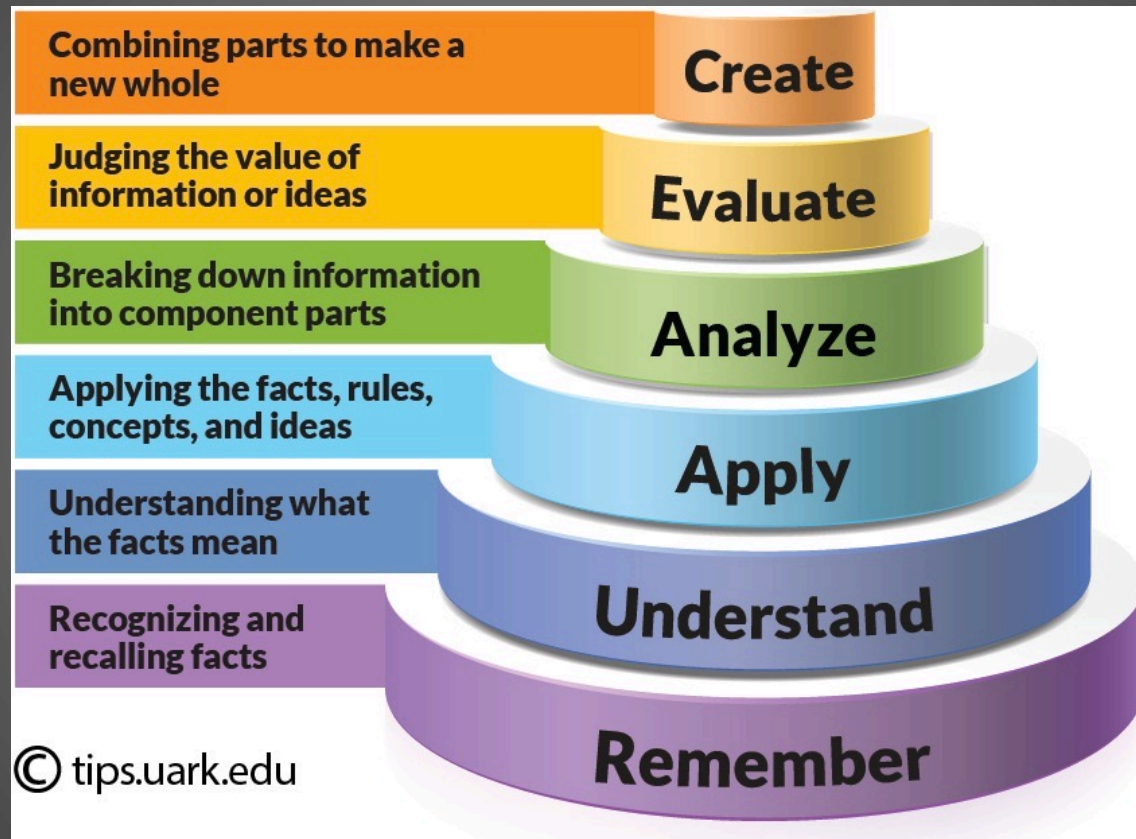 Combining parts to make a
new whole
Create
Judging the value of
information or ideas
Evaluate
Breaking down information
into component parts
Analyze
Applying the facts, rules,
concepts, and ideas
Apply
Understanding what
the facts mean
Understand
Recognizing and
recalling facts
Remember
© tips.uark.edu